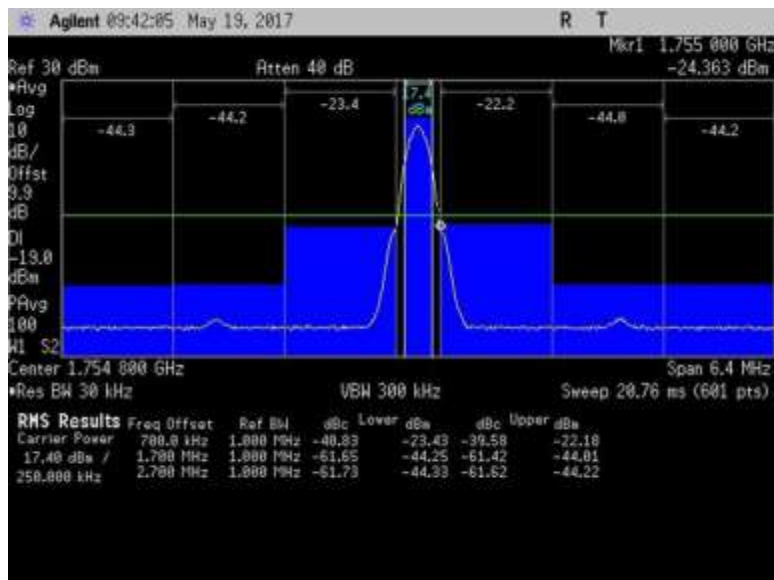 Agilent 09:42:05 May 19, 2017 R T
Mkr1 1.755 000 GHz
Ref 30 dBm Atten 40 dB -24.363 dBm
•Avg
Log
10
dB/
Offst
9.9
dB
DI
-19.0
dBm
PAvg
100
W1 S2
-44.3 -44.2 -23.4 17.4 dBm -22.2 -44.0 -44.2
Center 1.754 800 GHz Span 6.4 MHz
•Res BW 30 kHz VBW 300 kHz Sweep 20.76 ms (601 pts)
RMS Results Freq Offset Ref BW dBc Lower dBm dBc Upper dBm
Carrier Power 700.0 kHz 1.000 MHz -40.83 -23.43 -39.58 -22.18
17.40 dBm / 1.700 MHz 1.000 MHz -61.65 -44.25 -61.42 -44.01
250.000 kHz 2.700 MHz 1.000 MHz -61.73 -44.33 -61.62 -44.22